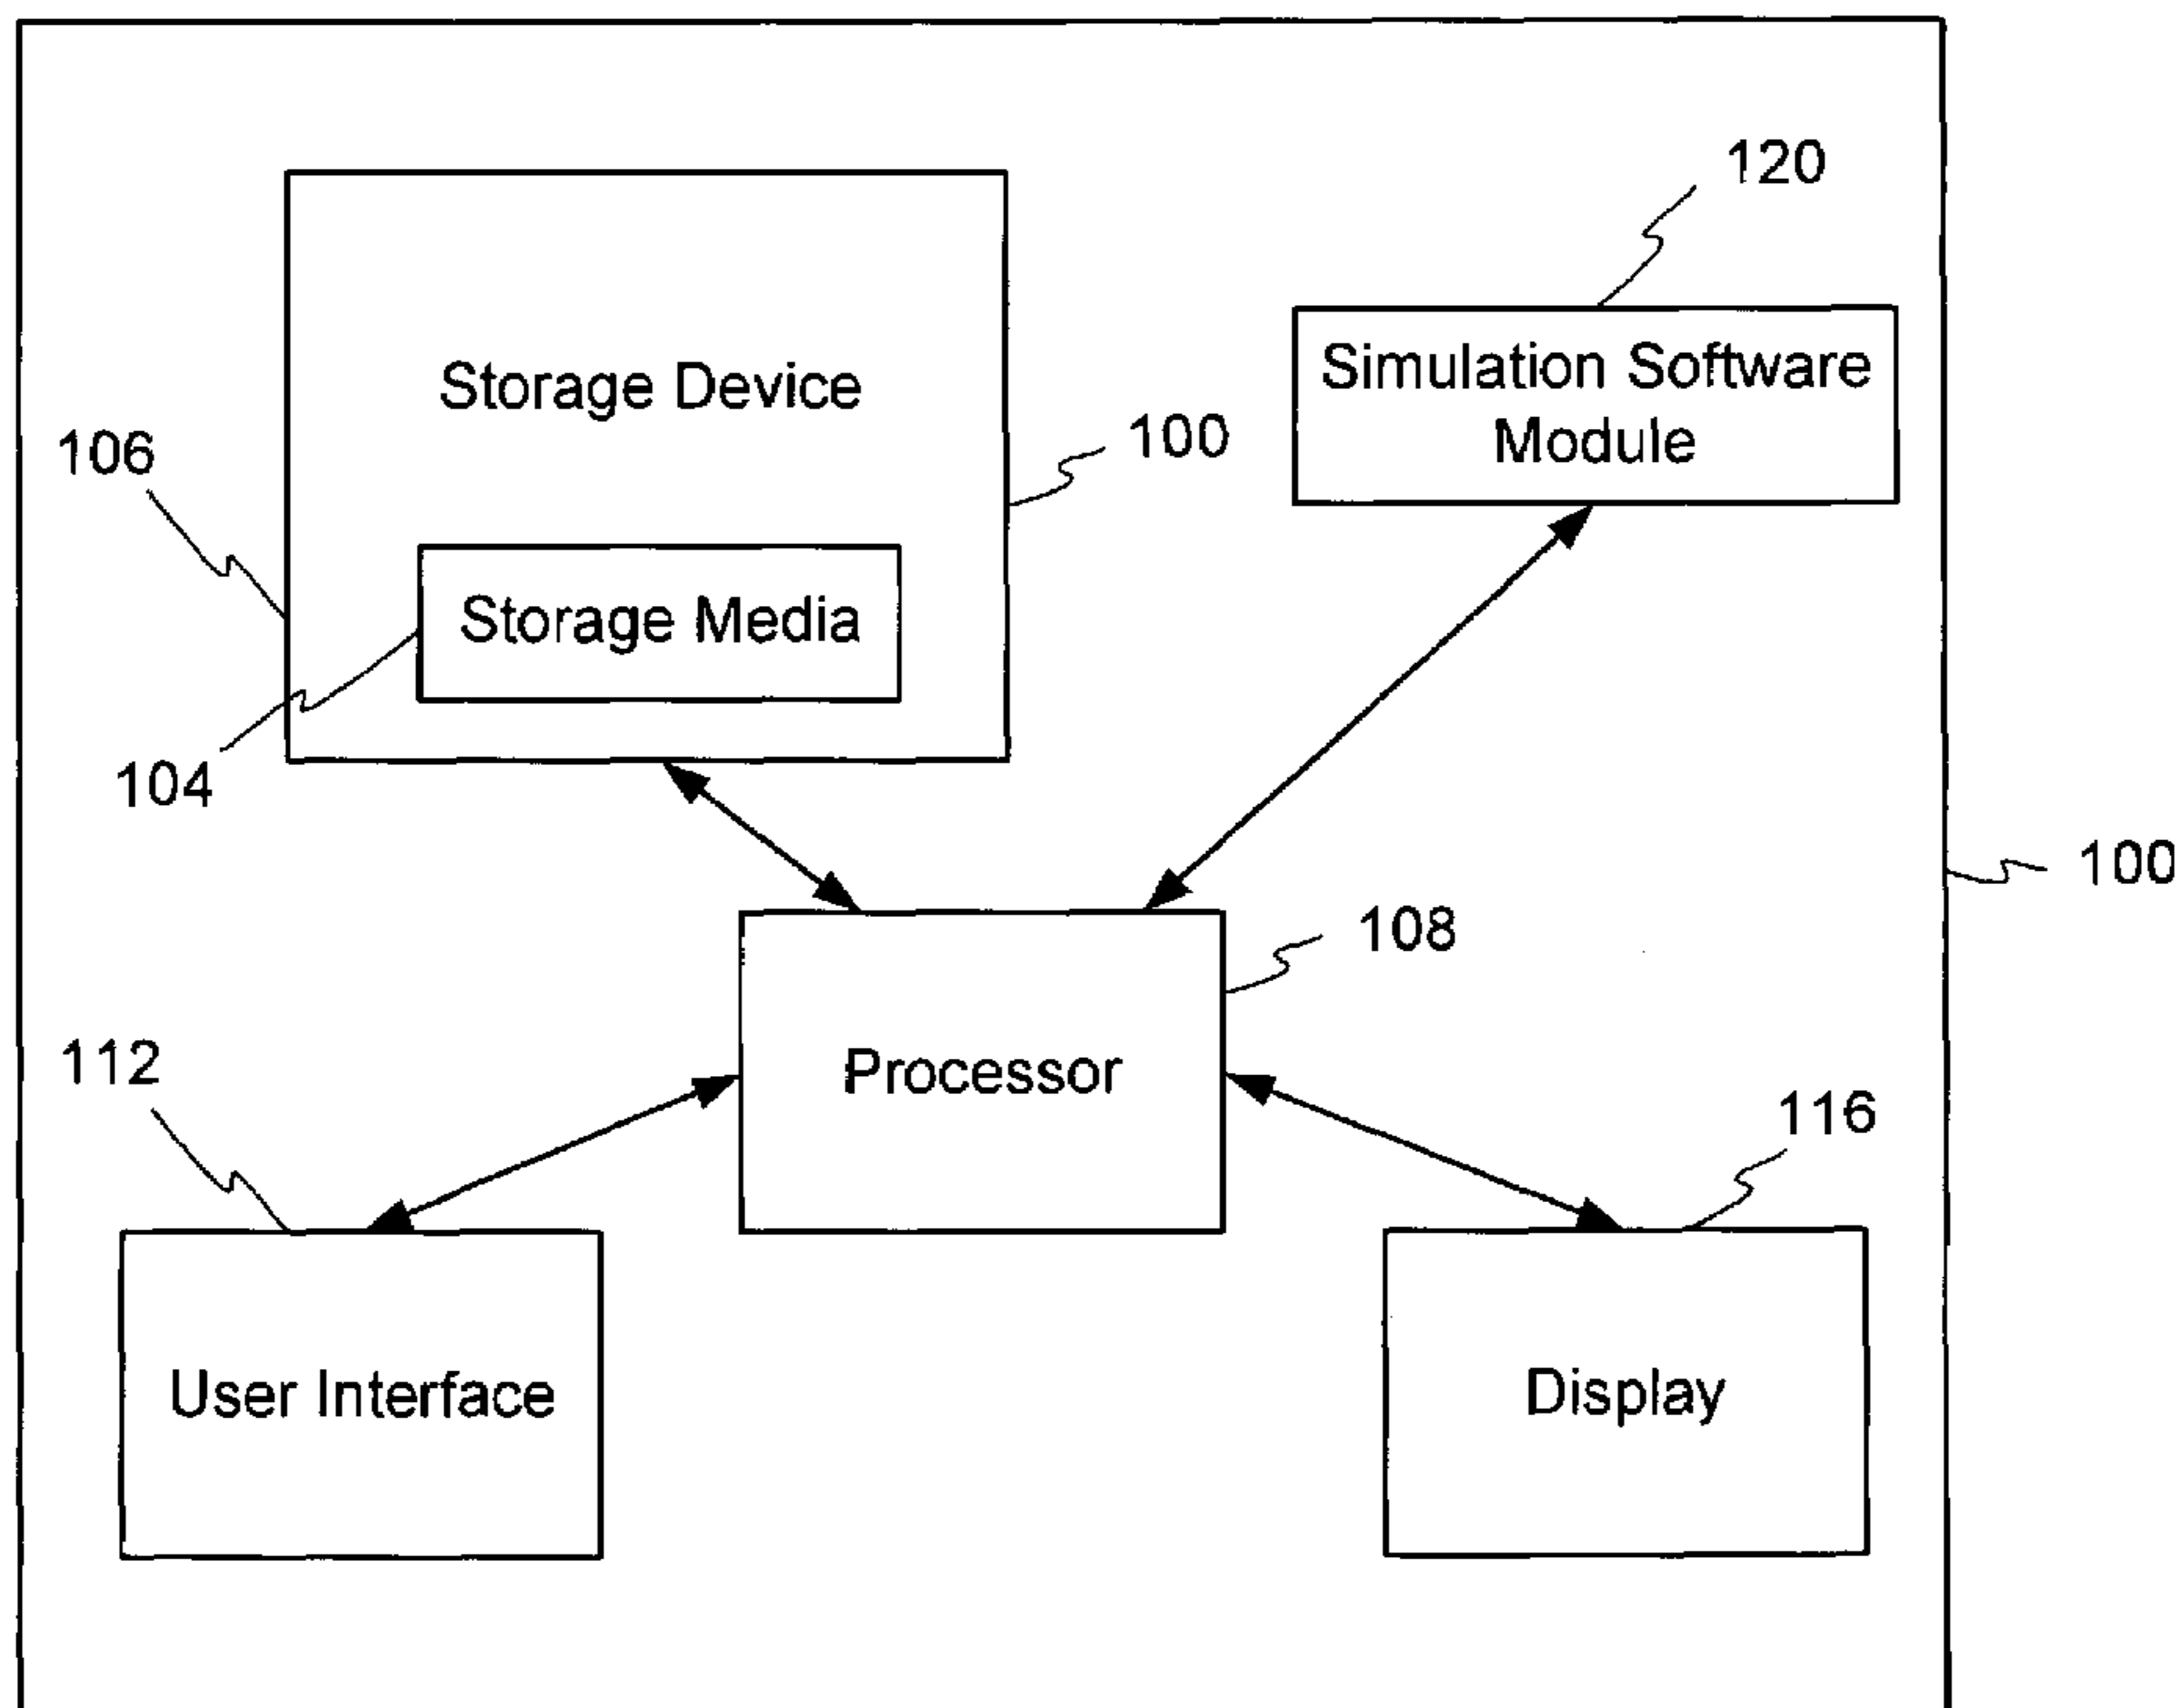 120
Storage Device
Simulation Software
Module
106
100
Storage Media
104
100
108
Processor
112
116
User Interface
Display